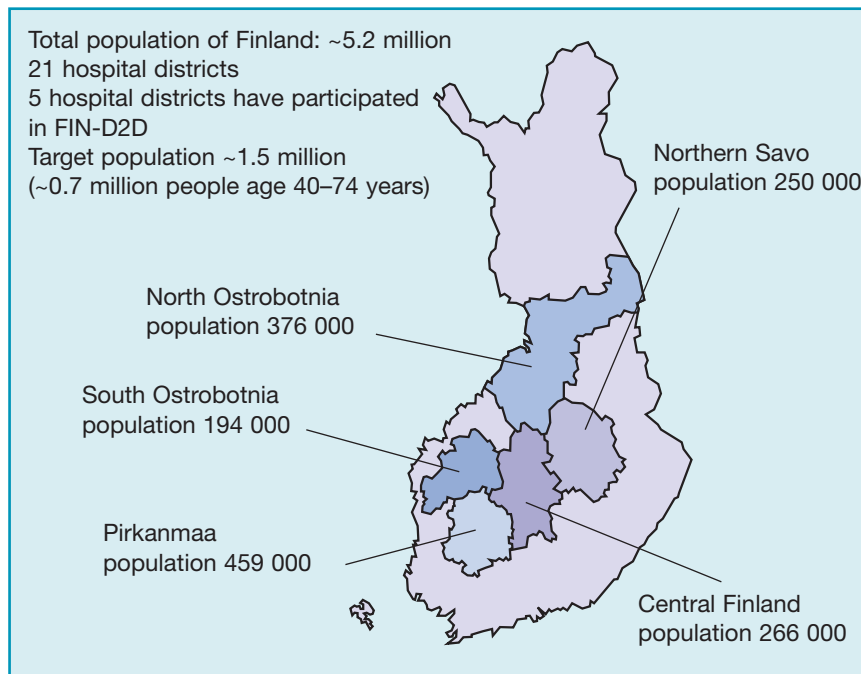 Total population of Finland: ~5.2 million
21 hospital districts
5 hospital districts have participated
in FIN-D2D
Target population ~1.5 million
(~0.7 million people age 40–74 years)
Northern Savo
population 250 000
North Ostrobotnia
population 376 000
South Ostrobotnia
population 194 000
Pirkanmaa
population 459 000
Central Finland
population 266 000